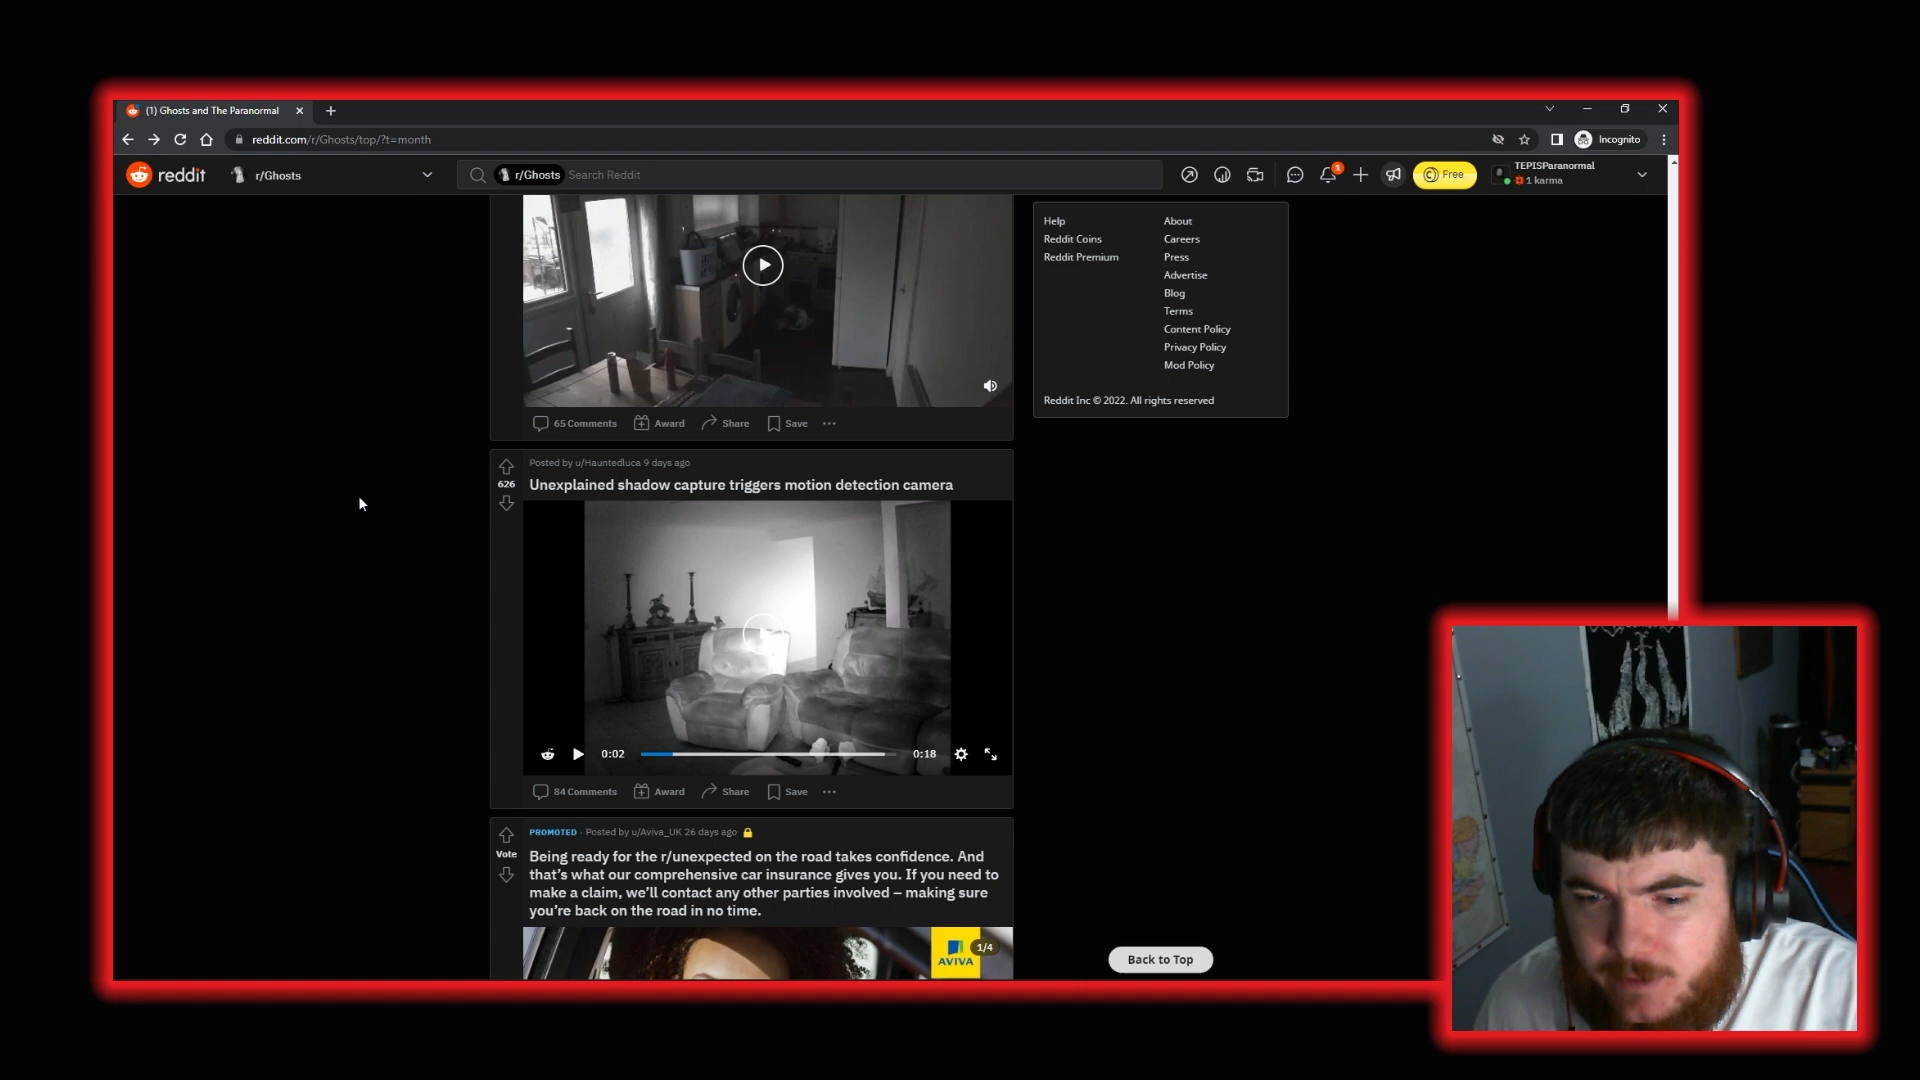 (1) Ghosts and The Paranormal
reddit.com/r/Ghosts/top/?t=month
Incognito
reddit
r/Ghosts
r/Ghosts
Search Reddit
1
Free
TEPISParanormal
1 karma
65 Comments
Award
Share
Save
Posted by u/Hauntedluca 9 days ago
626
Unexplained shadow capture triggers motion detection camera
0:02
0:18
84 Comments
Award
Share
Save
PROMOTED · Posted by u/Aviva_UK 26 days ago
Vote
Being ready for the r/unexpected on the road takes confidence. And
that's what our comprehensive car insurance gives you. If you need to
make a claim, we'll contact any other parties involved – making sure
you're back on the road in no time.
AVIVA
1/4
Help
Reddit Coins
Reddit Premium
About
Careers
Press
Advertise
Blog
Terms
Content Policy
Privacy Policy
Mod Policy
Reddit Inc © 2022. All rights reserved
Back to Top